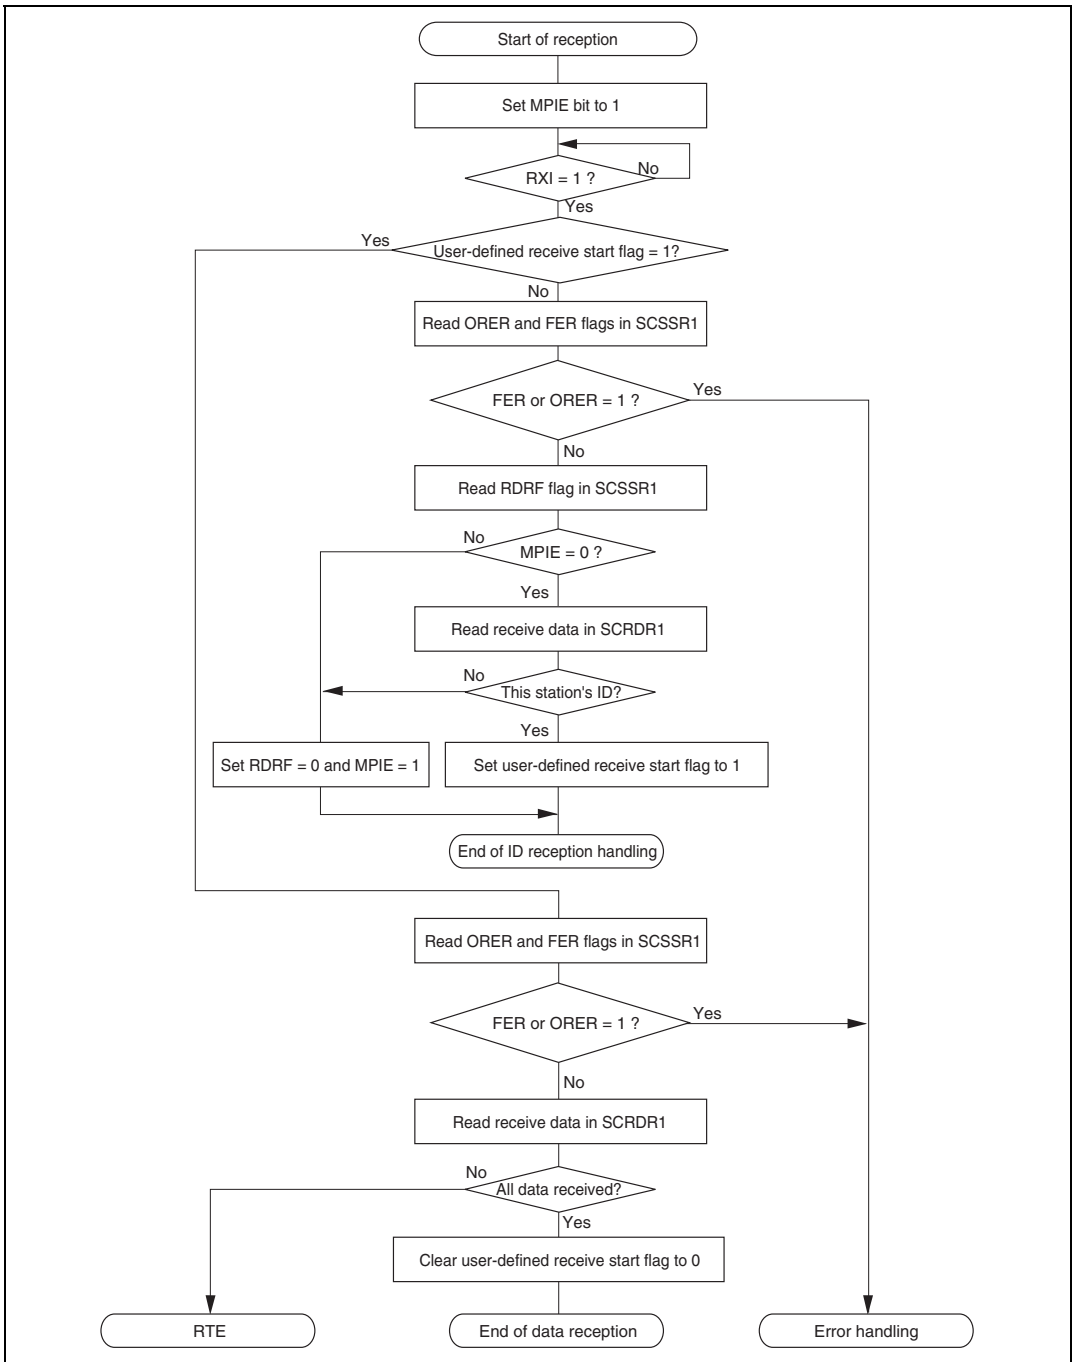 Start of reception
Set MPIE bit to 1
No
RXI = 1 ?
Yes
Yes
User-defined receive start flag = 1?
No
Read ORER and FER flags in SCSSR1
Yes
FER or ORER = 1 ?
No
Read RDRF flag in SCSSR1
No
MPIE = 0 ?
Yes
Read receive data in SCRDR1
No
This station's ID?
Yes
Set RDRF = 0 and MPIE = 1
Set user-defined receive start flag to 1
End of ID reception handling
Read ORER and FER flags in SCSSR1
Yes
FER or ORER = 1 ?
No
Read receive data in SCRDR1
No
All data received?
Yes
Clear user-defined receive start flag to 0
RTE
End of data reception
Error handling